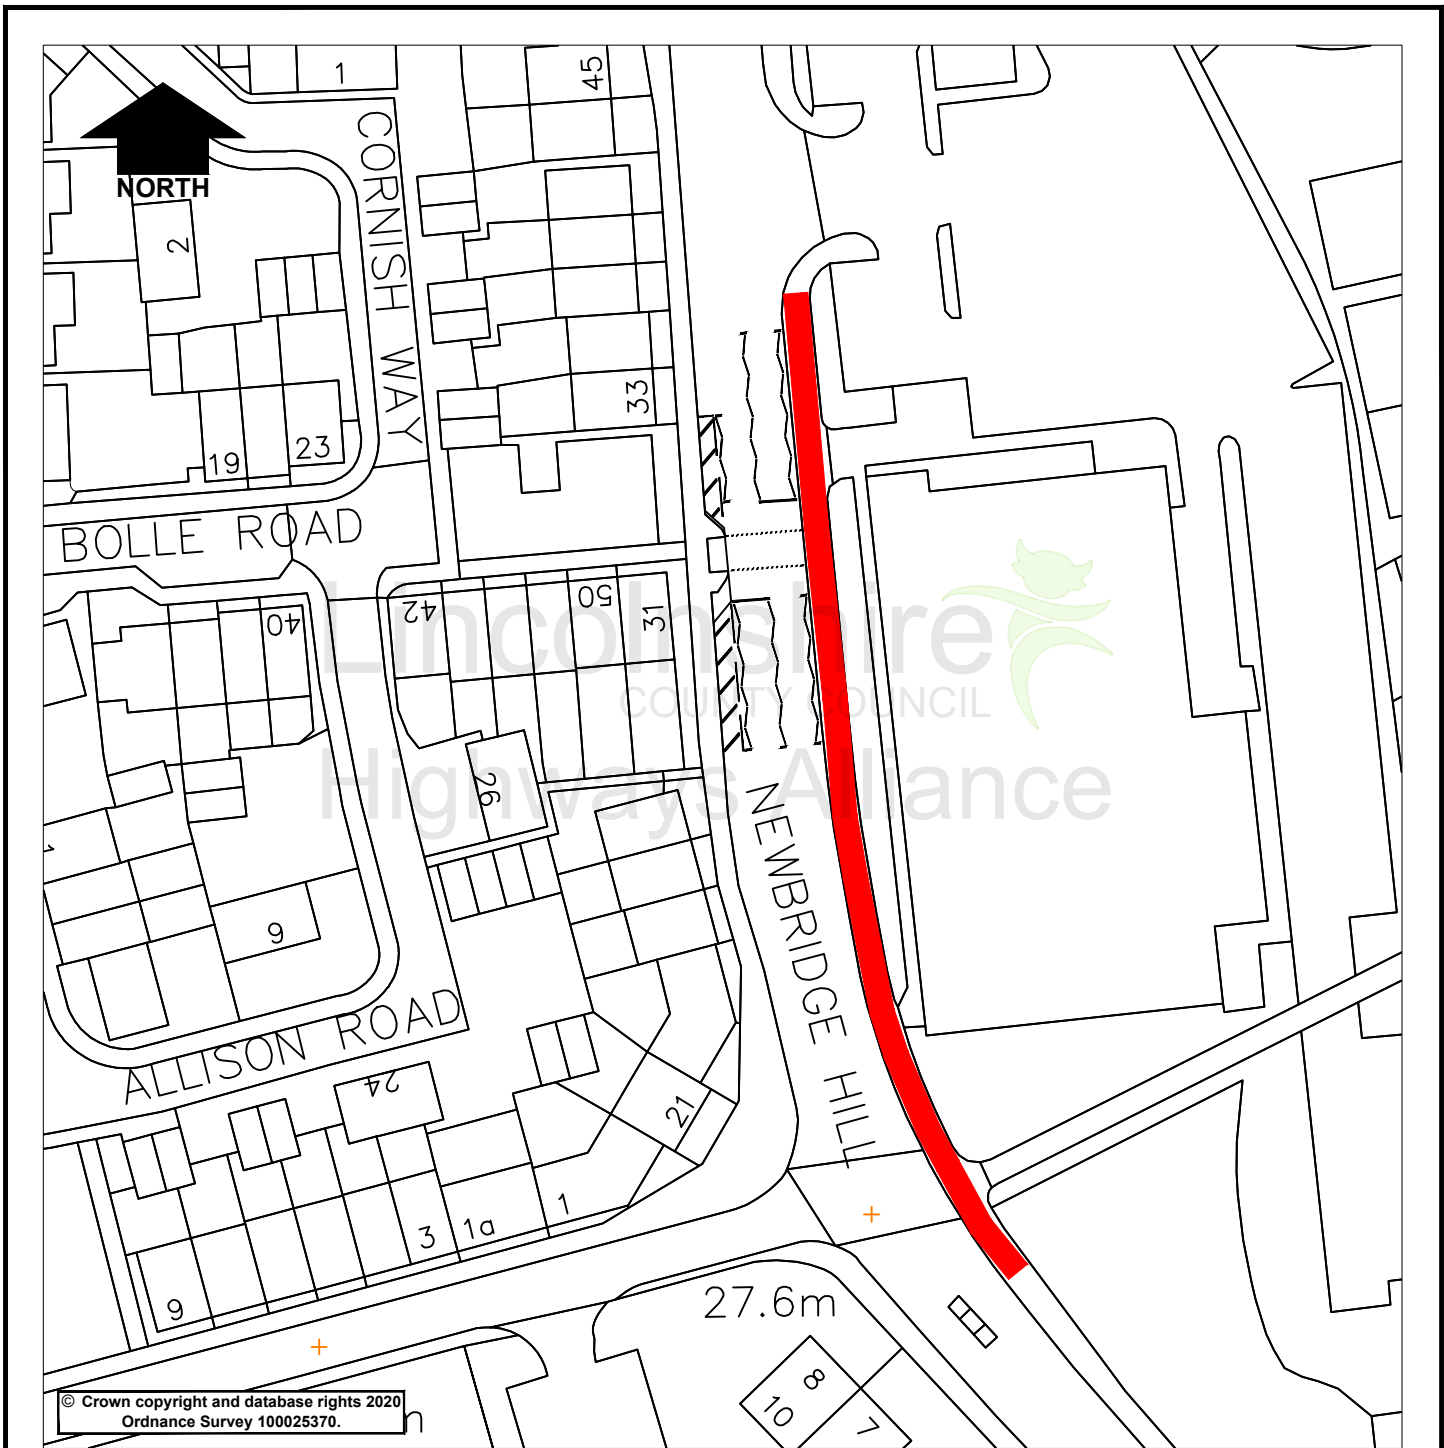 1
45
NORTH
CORNISH WAY
2
33
19
23
BOLLE ROAD
40
42
50
31
Lincolnshire
COUNTY COUNCIL
Highways Alliance
26
NEWBRIDGE HILL
9
ALLISON ROAD
24
21
3
1a
1
9
27.6m
8
10
7
© Crown copyright and database rights 2020
Ordnance Survey 100025370.